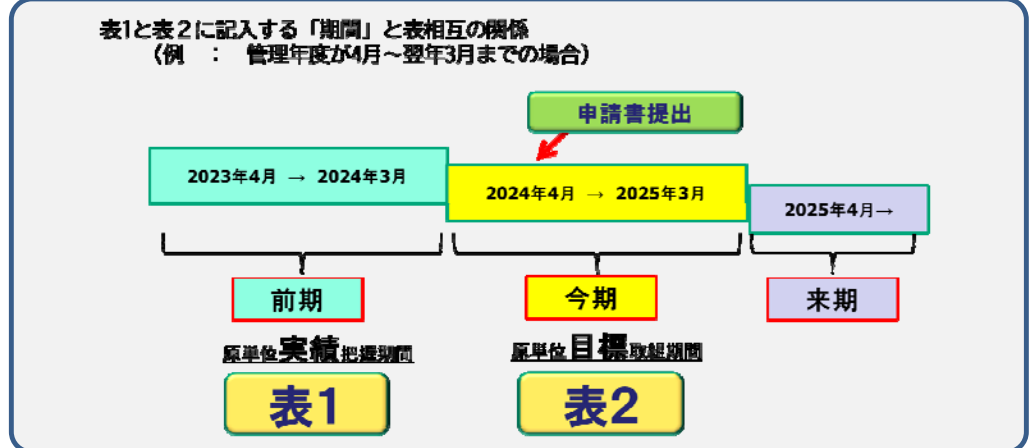 表1と表２に記入する「期間」と表相互の関係
（例　：　管理年度が4月～翌年3月までの場合）
申請書提出
2023年4月 → 2024年3月
2024年4月 → 2025年3月
2025年4月→
前期
今期
来期
原単位実績把握期間
原単位目標取組期間
表1
表2